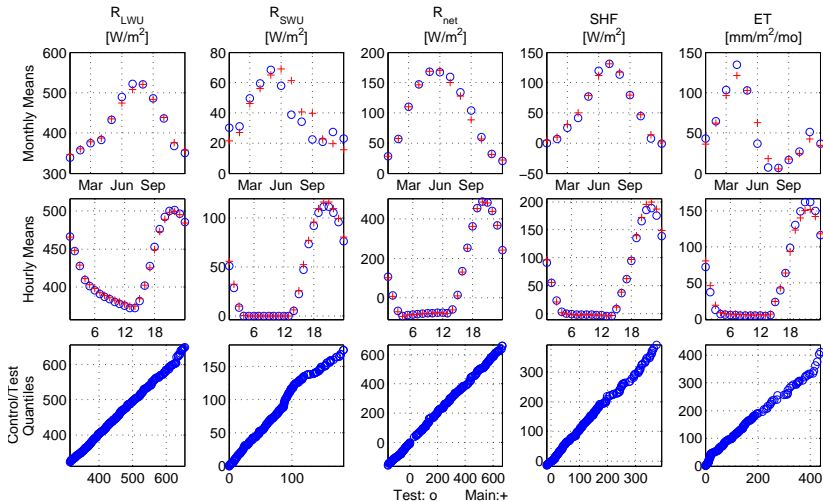 R_LWU R_SWU R_net SHF ET
[W/m²] [W/m²] [W/m²] [W/m²] [mm/m²/mo]
Monthly Means
600 500 400 300
80 60 40 20 0
200 150 100 50 0
150 100 50 0 −50
150 100 50 0
Mar Jun Sep Mar Jun Sep Mar Jun Sep Mar Jun Sep Mar Jun Sep
Hourly Means
500 400
100 50 0
400 200 0
200 150 100 50 0
150 100 50 0
6 12 18 6 12 18 6 12 18 6 12 18 6 12 18
Control/Test
Quantiles
600 500 400
150 100 50 0
600 400 200 0
300 200 100 0
400 300 200 100 0
400 600 0 100 0 200 400 600 0 100 200 300 0 200 400
Test: o Main:+